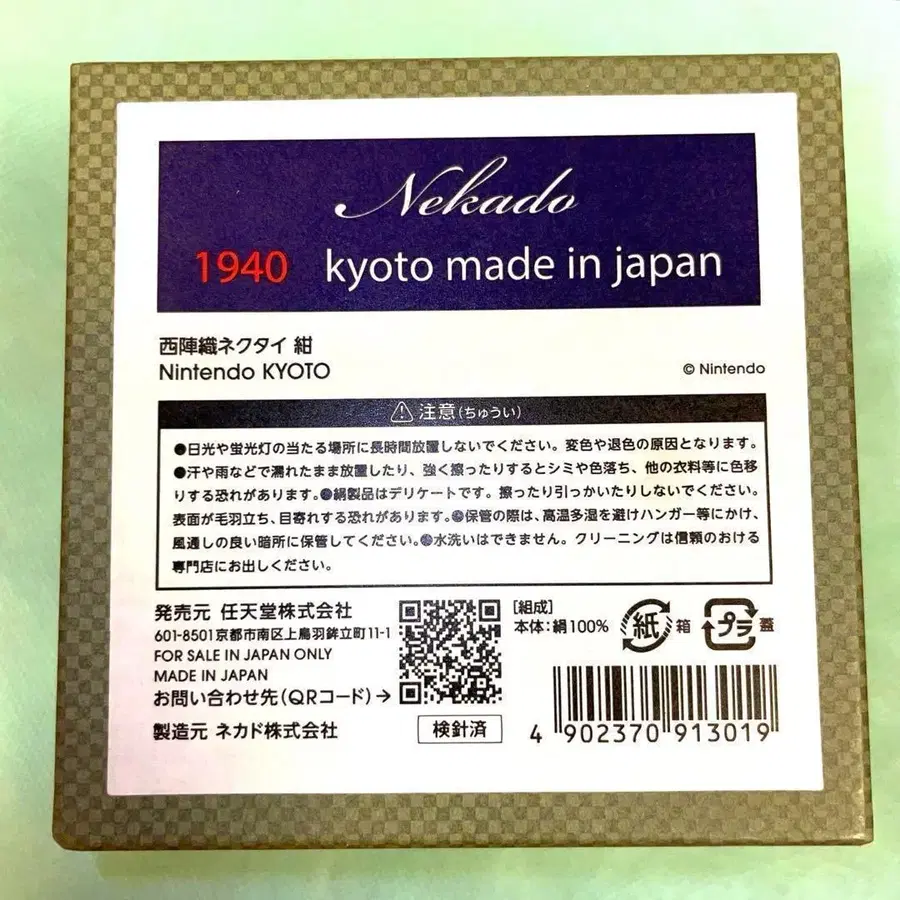 Nekado
1940 kyoto made in japan
西陣織ネクタイ 紺
Nintendo KYOTO
© Nintendo
注意(ちゅうい)
●日光や蛍光灯の当たる場所に長時間放置しないでください。変色や退色の原因となります。
●汗や雨などで濡れたまま放置したり、強く擦ったりするとシミや色落ち、他の衣料等に色移
りする恐れがあります。●絹製品はデリケートです。擦ったり引っかいたりしないでください。
表面が毛羽立ち、目寄れする恐れがあります。●保管の際は、高温多湿を避けハンガー等にかけ、
風通しの良い暗所に保管してください。●水洗いはできません。クリーニングは信頼のおける
専門店にお出しください。
発売元 任天堂株式会社
601-8501京都市南区上鳥羽鉾立町11-1
FOR SALE IN JAPAN ONLY
MADE IN JAPAN
お問い合わせ先(QRコード)→
製造元 ネカド株式会社
検針済
[組成]
本体:絹100%
紙 箱
プラ 蓋
4 902370 913019